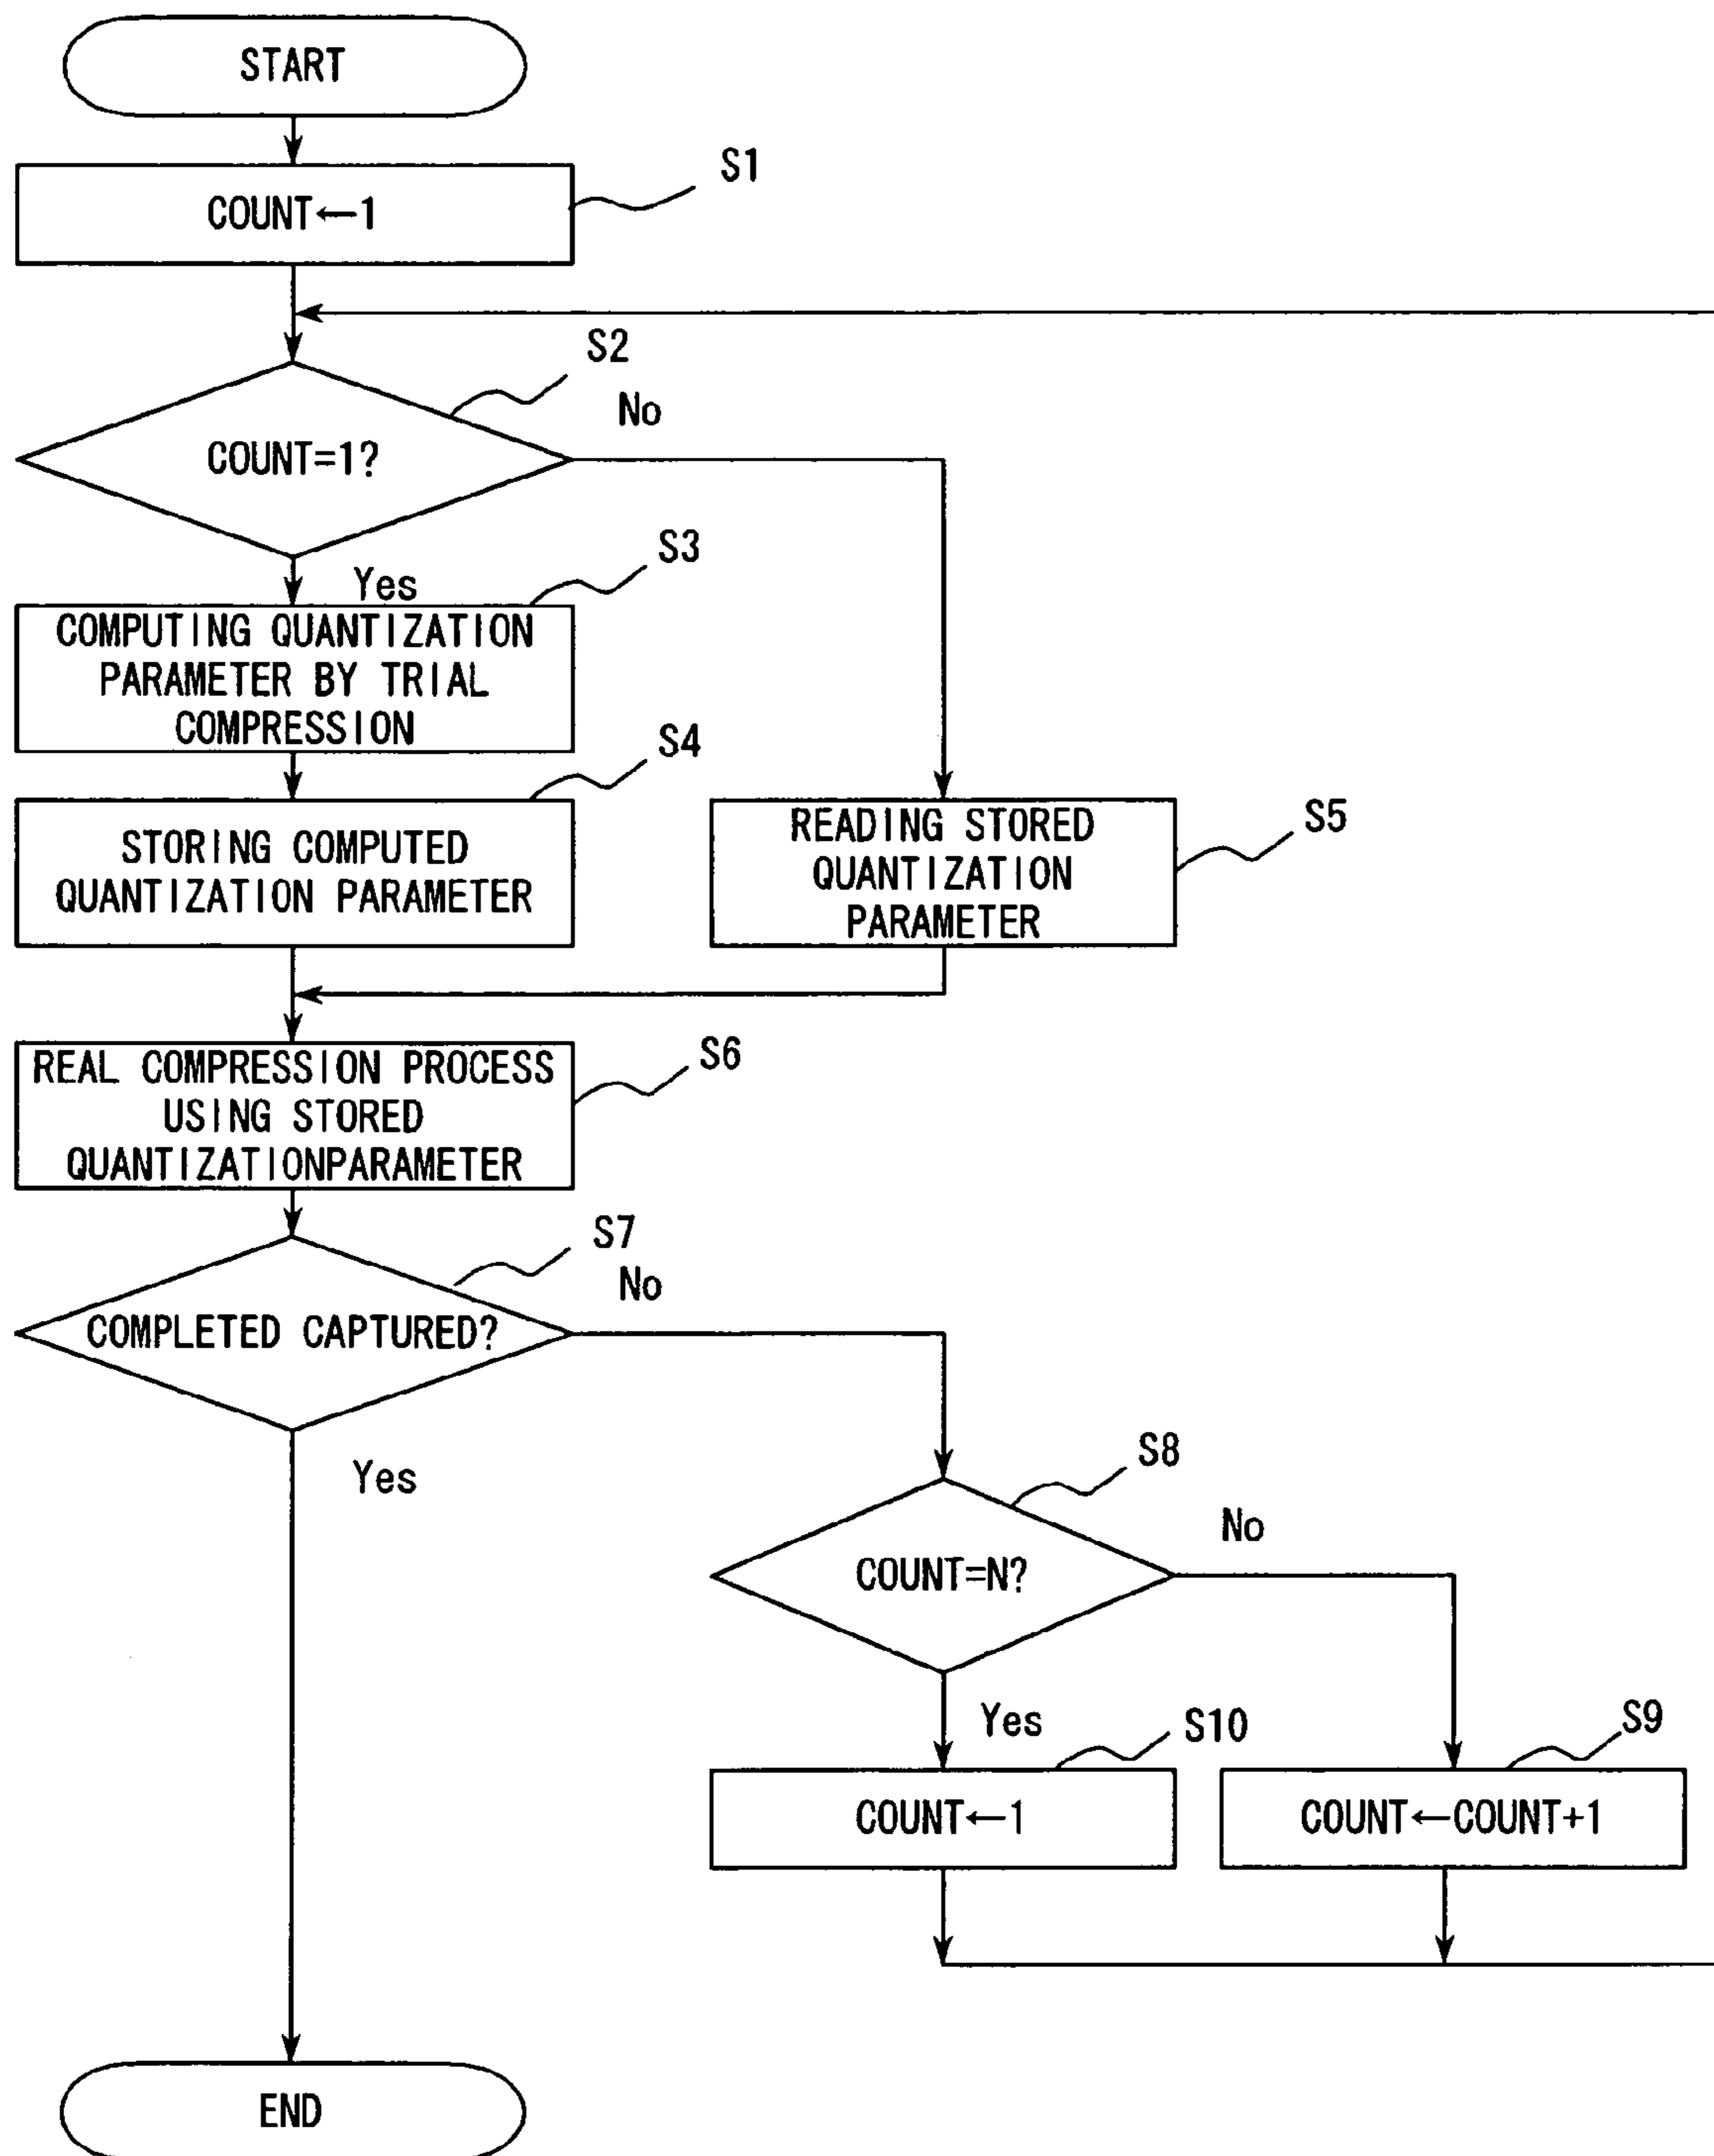 START
S1
COUNT←1
S2
No
COUNT=1?
S3
Yes
COMPUTING QUANTIZATION
PARAMETER BY TRIAL
COMPRESSION
S4
STORING COMPUTED
QUANTIZATION PARAMETER
S5
READING STORED
QUANTIZATION
PARAMETER
S6
REAL COMPRESSION PROCESS
USING STORED
QUANTIZATIONPARAMETER
S7
No
COMPLETED CAPTURED?
Yes
S8
No
COUNT=N?
Yes
S10
S9
COUNT←1
COUNT←COUNT+1
END